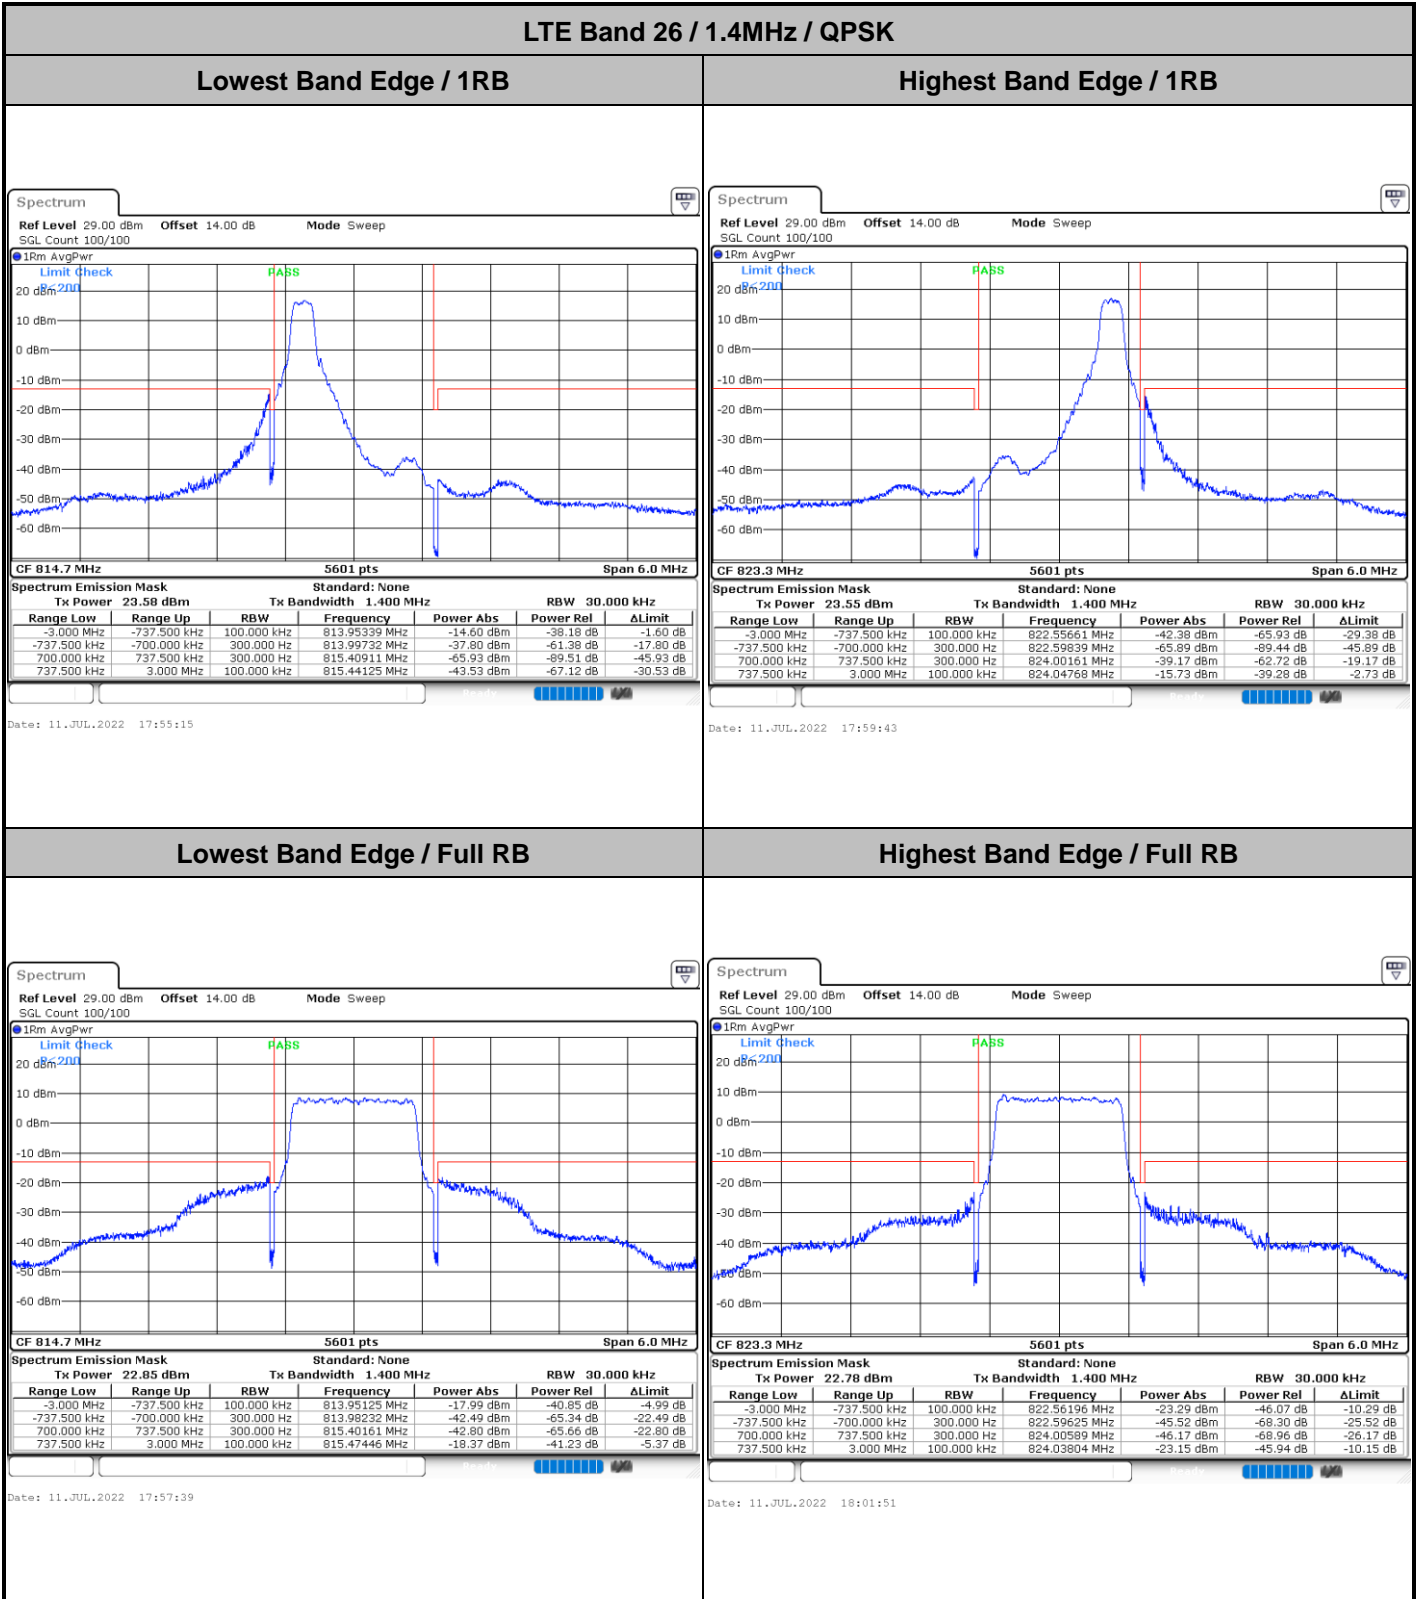 LTE Band 26 / 1.4MHz / QPSK
Lowest Band Edge / 1RB
Highest Band Edge / 1RB
Spectrum
Ref Level 29.00 dBm Offset 14.00 dB Mode Sweep
SGL Count 100/100
1Rm AvgPwr
Limit Check PASS
P<200
20 dBm
10 dBm
0 dBm
-10 dBm
-20 dBm
-30 dBm
-40 dBm
-50 dBm
-60 dBm
CF 814.7 MHz 5601 pts Span 6.0 MHz
Spectrum Emission Mask Standard: None
Tx Power 23.58 dBm Tx Bandwidth 1.400 MHz RBW 30.000 kHz
Range Low Range Up RBW Frequency Power Abs Power Rel ΔLimit
-3.000 MHz -737.500 kHz 100.000 kHz 813.95339 MHz -14.60 dBm -38.18 dB -1.60 dB
-737.500 kHz -700.000 kHz 300.000 Hz 813.99732 MHz -37.80 dBm -61.38 dB -17.80 dB
700.000 kHz 737.500 kHz 300.000 Hz 815.40911 MHz -65.93 dBm -89.51 dB -45.93 dB
737.500 kHz 3.000 MHz 100.000 kHz 815.44125 MHz -43.53 dBm -67.12 dB -30.53 dB
Ready
Date: 11.JUL.2022 17:55:15
Spectrum
Ref Level 29.00 dBm Offset 14.00 dB Mode Sweep
SGL Count 100/100
1Rm AvgPwr
Limit Check PASS
P<200
20 dBm
10 dBm
0 dBm
-10 dBm
-20 dBm
-30 dBm
-40 dBm
-50 dBm
-60 dBm
CF 823.3 MHz 5601 pts Span 6.0 MHz
Spectrum Emission Mask Standard: None
Tx Power 23.55 dBm Tx Bandwidth 1.400 MHz RBW 30.000 kHz
Range Low Range Up RBW Frequency Power Abs Power Rel ΔLimit
-3.000 MHz -737.500 kHz 100.000 kHz 822.55661 MHz -42.38 dBm -65.93 dB -29.38 dB
-737.500 kHz -700.000 kHz 300.000 Hz 822.59839 MHz -65.89 dBm -89.44 dB -45.89 dB
700.000 kHz 737.500 kHz 300.000 Hz 824.00161 MHz -39.17 dBm -62.72 dB -19.17 dB
737.500 kHz 3.000 MHz 100.000 kHz 824.04768 MHz -15.73 dBm -39.28 dB -2.73 dB
Ready
Date: 11.JUL.2022 17:59:43
Lowest Band Edge / Full RB
Highest Band Edge / Full RB
Spectrum
Ref Level 29.00 dBm Offset 14.00 dB Mode Sweep
SGL Count 100/100
1Rm AvgPwr
Limit Check PASS
P<200
20 dBm
10 dBm
0 dBm
-10 dBm
-20 dBm
-30 dBm
-40 dBm
-50 dBm
-60 dBm
CF 814.7 MHz 5601 pts Span 6.0 MHz
Spectrum Emission Mask Standard: None
Tx Power 22.85 dBm Tx Bandwidth 1.400 MHz RBW 30.000 kHz
Range Low Range Up RBW Frequency Power Abs Power Rel ΔLimit
-3.000 MHz -737.500 kHz 100.000 kHz 813.95125 MHz -17.99 dBm -40.85 dB -4.99 dB
-737.500 kHz -700.000 kHz 300.000 Hz 813.98232 MHz -42.49 dBm -65.34 dB -22.49 dB
700.000 kHz 737.500 kHz 300.000 Hz 815.40161 MHz -42.80 dBm -65.66 dB -22.80 dB
737.500 kHz 3.000 MHz 100.000 kHz 815.47446 MHz -18.37 dBm -41.23 dB -5.37 dB
Ready
Date: 11.JUL.2022 17:57:39
Spectrum
Ref Level 29.00 dBm Offset 14.00 dB Mode Sweep
SGL Count 100/100
1Rm AvgPwr
Limit Check PASS
P<200
20 dBm
10 dBm
0 dBm
-10 dBm
-20 dBm
-30 dBm
-40 dBm
-50 dBm
-60 dBm
CF 823.3 MHz 5601 pts Span 6.0 MHz
Spectrum Emission Mask Standard: None
Tx Power 22.78 dBm Tx Bandwidth 1.400 MHz RBW 30.000 kHz
Range Low Range Up RBW Frequency Power Abs Power Rel ΔLimit
-3.000 MHz -737.500 kHz 100.000 kHz 822.56196 MHz -23.29 dBm -46.07 dB -10.29 dB
-737.500 kHz -700.000 kHz 300.000 Hz 822.59625 MHz -45.52 dBm -68.30 dB -25.52 dB
700.000 kHz 737.500 kHz 300.000 Hz 824.00589 MHz -46.17 dBm -68.96 dB -26.17 dB
737.500 kHz 3.000 MHz 100.000 kHz 824.03804 MHz -23.15 dBm -45.94 dB -10.15 dB
Ready
Date: 11.JUL.2022 18:01:51